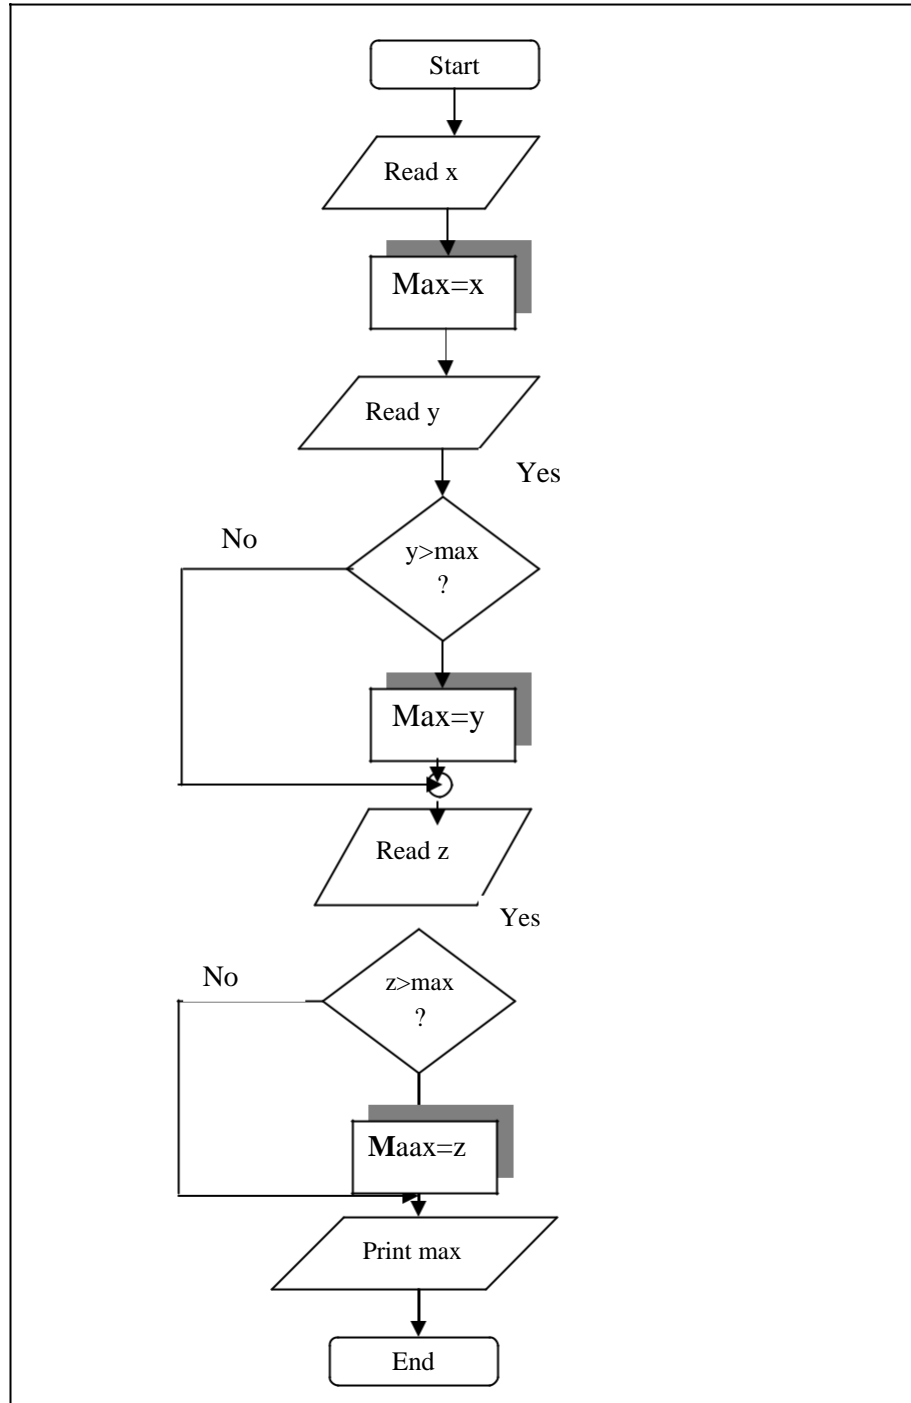 Start
Read x
Max=x
Read y
Yes
No
y>max
?
Max=y
Read z
Yes
No
z>max
?
Maax=z
Print max
End